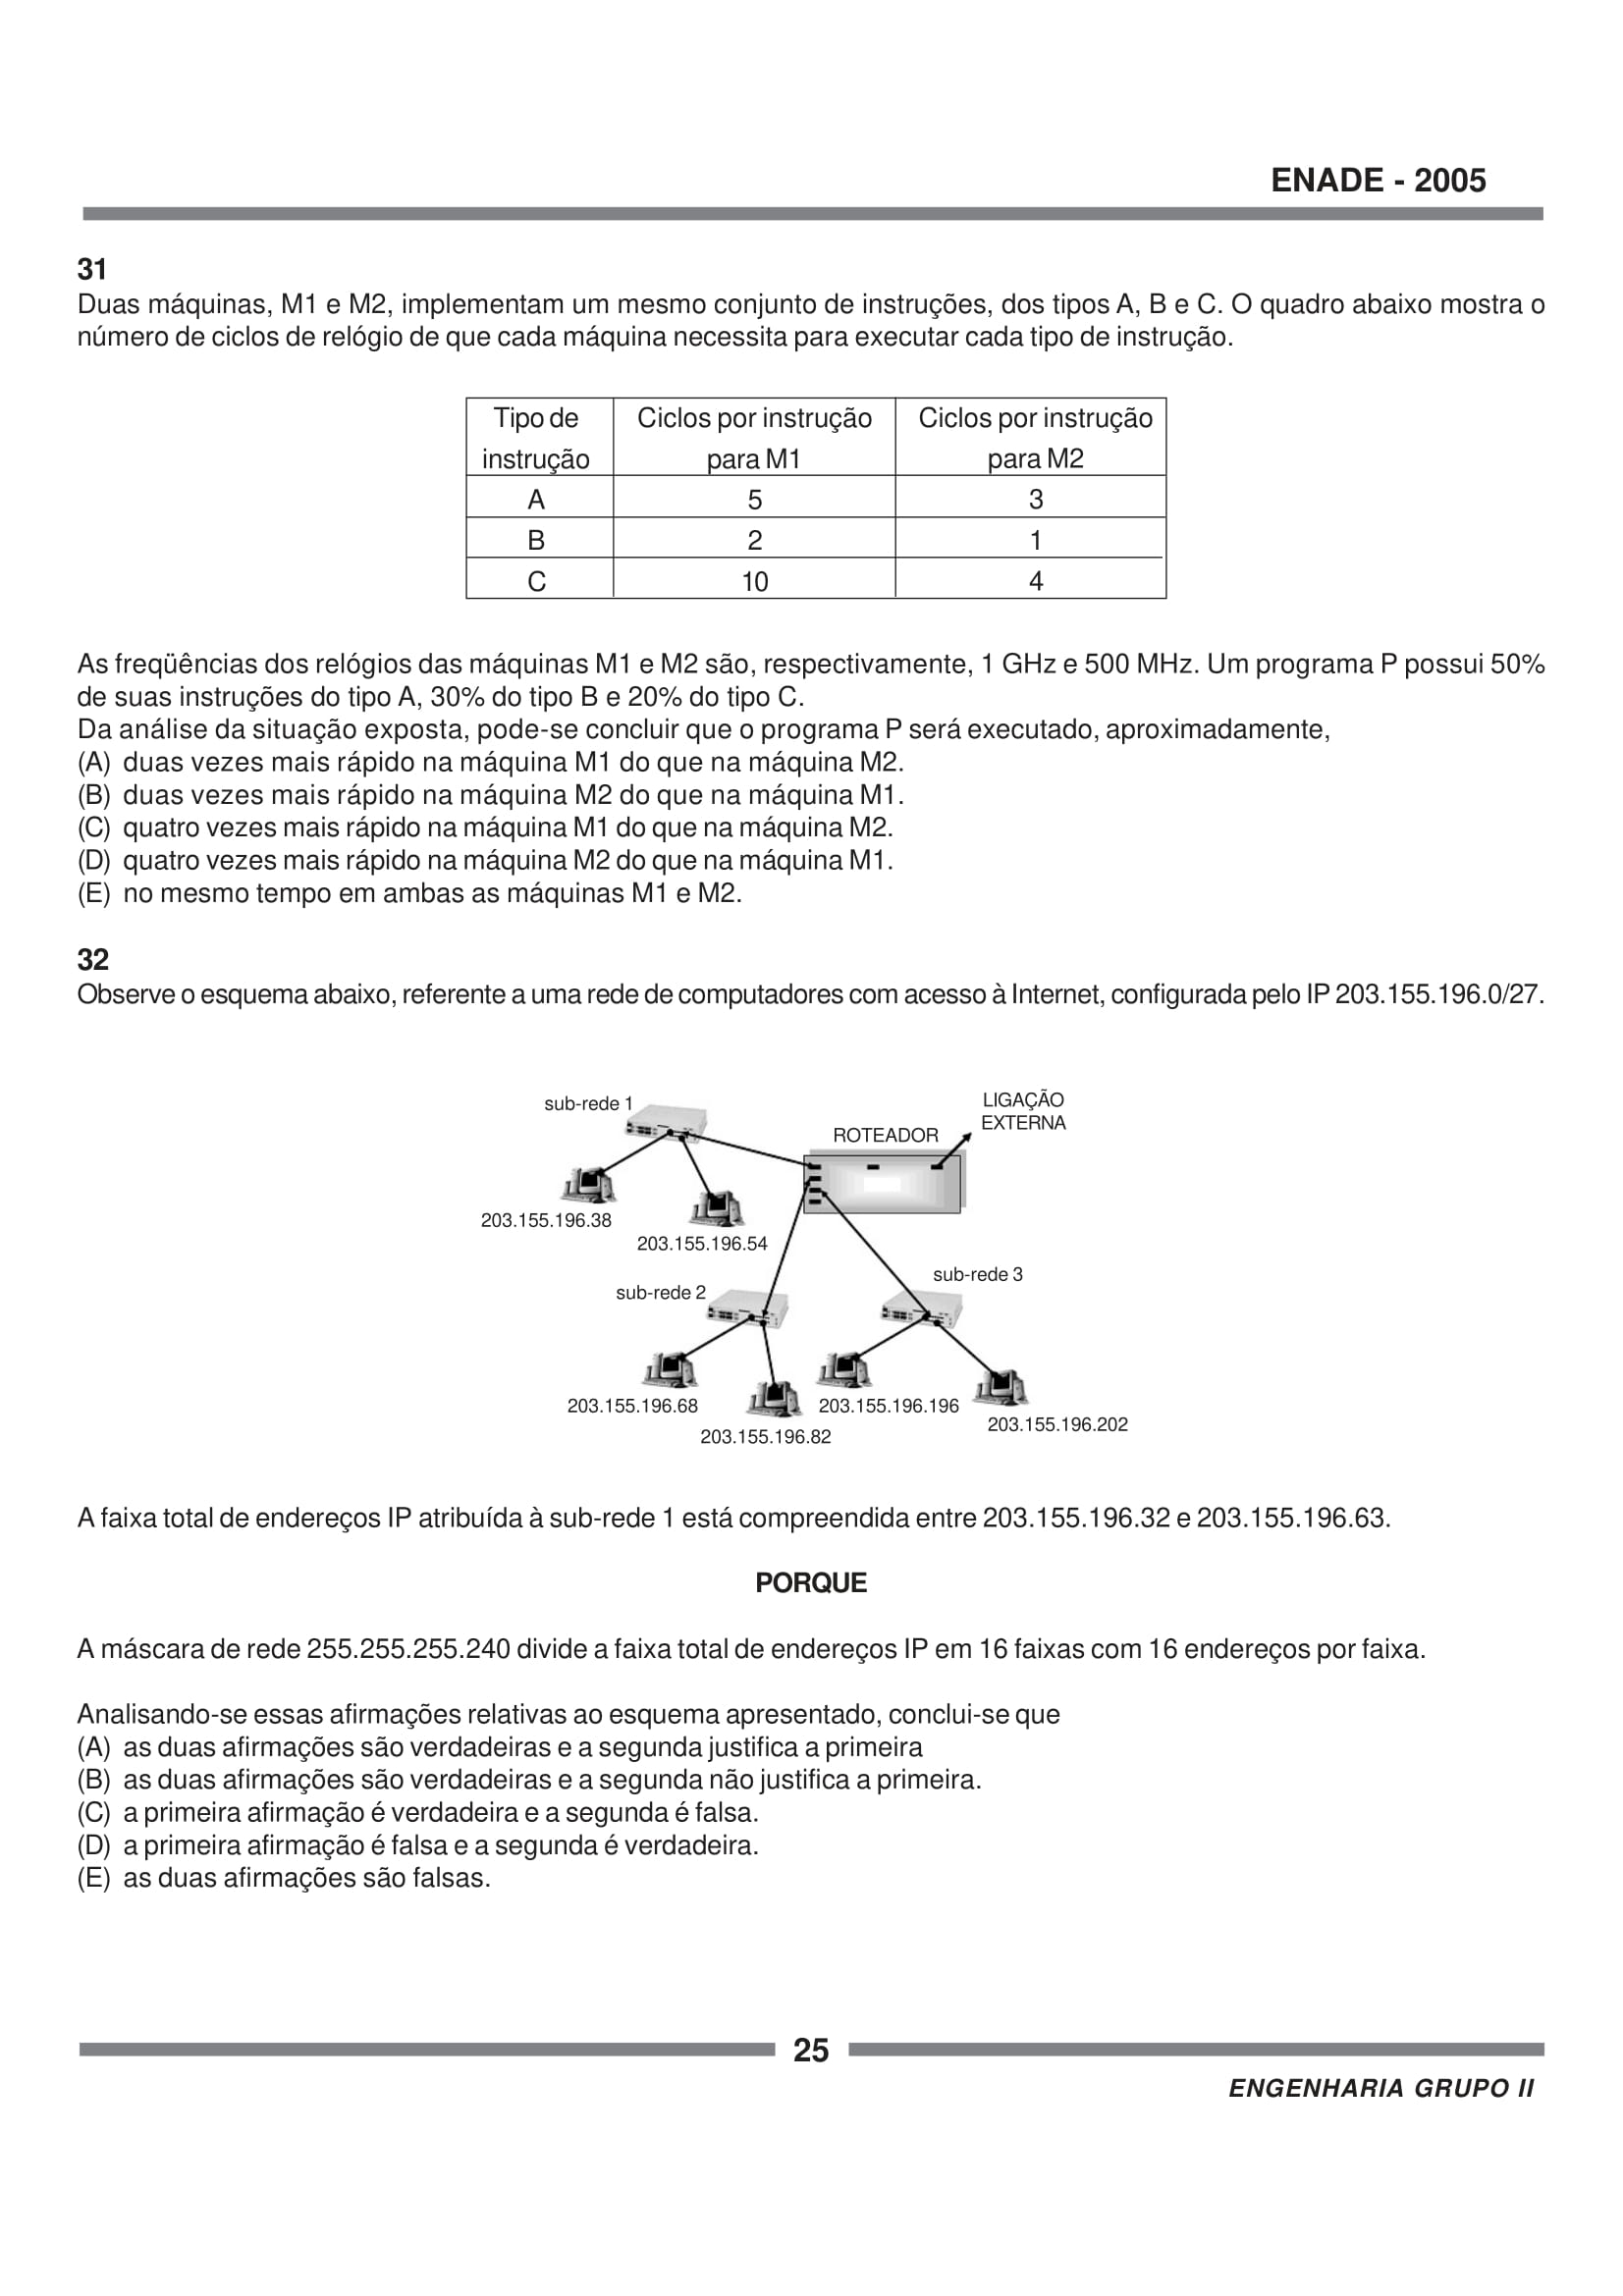 ENADE - 2005
31
Duas máquinas, M1 e M2, implementam um mesmo conjunto de instruções, dos tipos A, B e C. O quadro abaixo mostra o
número de ciclos de relógio de que cada máquina necessita para executar cada tipo de instrução.
Tipo de instrução Ciclos por instrução para M1 Ciclos por instrução para M2
A 5 3
B 2 1
C 10 4
As freqüências dos relógios das máquinas M1 e M2 são, respectivamente, 1 GHz e 500 MHz. Um programa P possui 50%
de suas instruções do tipo A, 30% do tipo B e 20% do tipo C.
Da análise da situação exposta, pode-se concluir que o programa P será executado, aproximadamente,
(A) duas vezes mais rápido na máquina M1 do que na máquina M2.
(B) duas vezes mais rápido na máquina M2 do que na máquina M1.
(C) quatro vezes mais rápido na máquina M1 do que na máquina M2.
(D) quatro vezes mais rápido na máquina M2 do que na máquina M1.
(E) no mesmo tempo em ambas as máquinas M1 e M2.
32
Observe o esquema abaixo, referente a uma rede de computadores com acesso à Internet, configurada pelo IP 203.155.196.0/27.
sub-rede 1
LIGAÇÃO
EXTERNA
ROTEADOR
203.155.196.38
203.155.196.54
sub-rede 3
sub-rede 2
203.155.196.68
203.155.196.196
203.155.196.202
203.155.196.82
A faixa total de endereços IP atribuída à sub-rede 1 está compreendida entre 203.155.196.32 e 203.155.196.63.
PORQUE
A máscara de rede 255.255.255.240 divide a faixa total de endereços IP em 16 faixas com 16 endereços por faixa.
Analisando-se essas afirmações relativas ao esquema apresentado, conclui-se que
(A) as duas afirmações são verdadeiras e a segunda justifica a primeira
(B) as duas afirmações são verdadeiras e a segunda não justifica a primeira.
(C) a primeira afirmação é verdadeira e a segunda é falsa.
(D) a primeira afirmação é falsa e a segunda é verdadeira.
(E) as duas afirmações são falsas.
25
ENGENHARIA GRUPO II